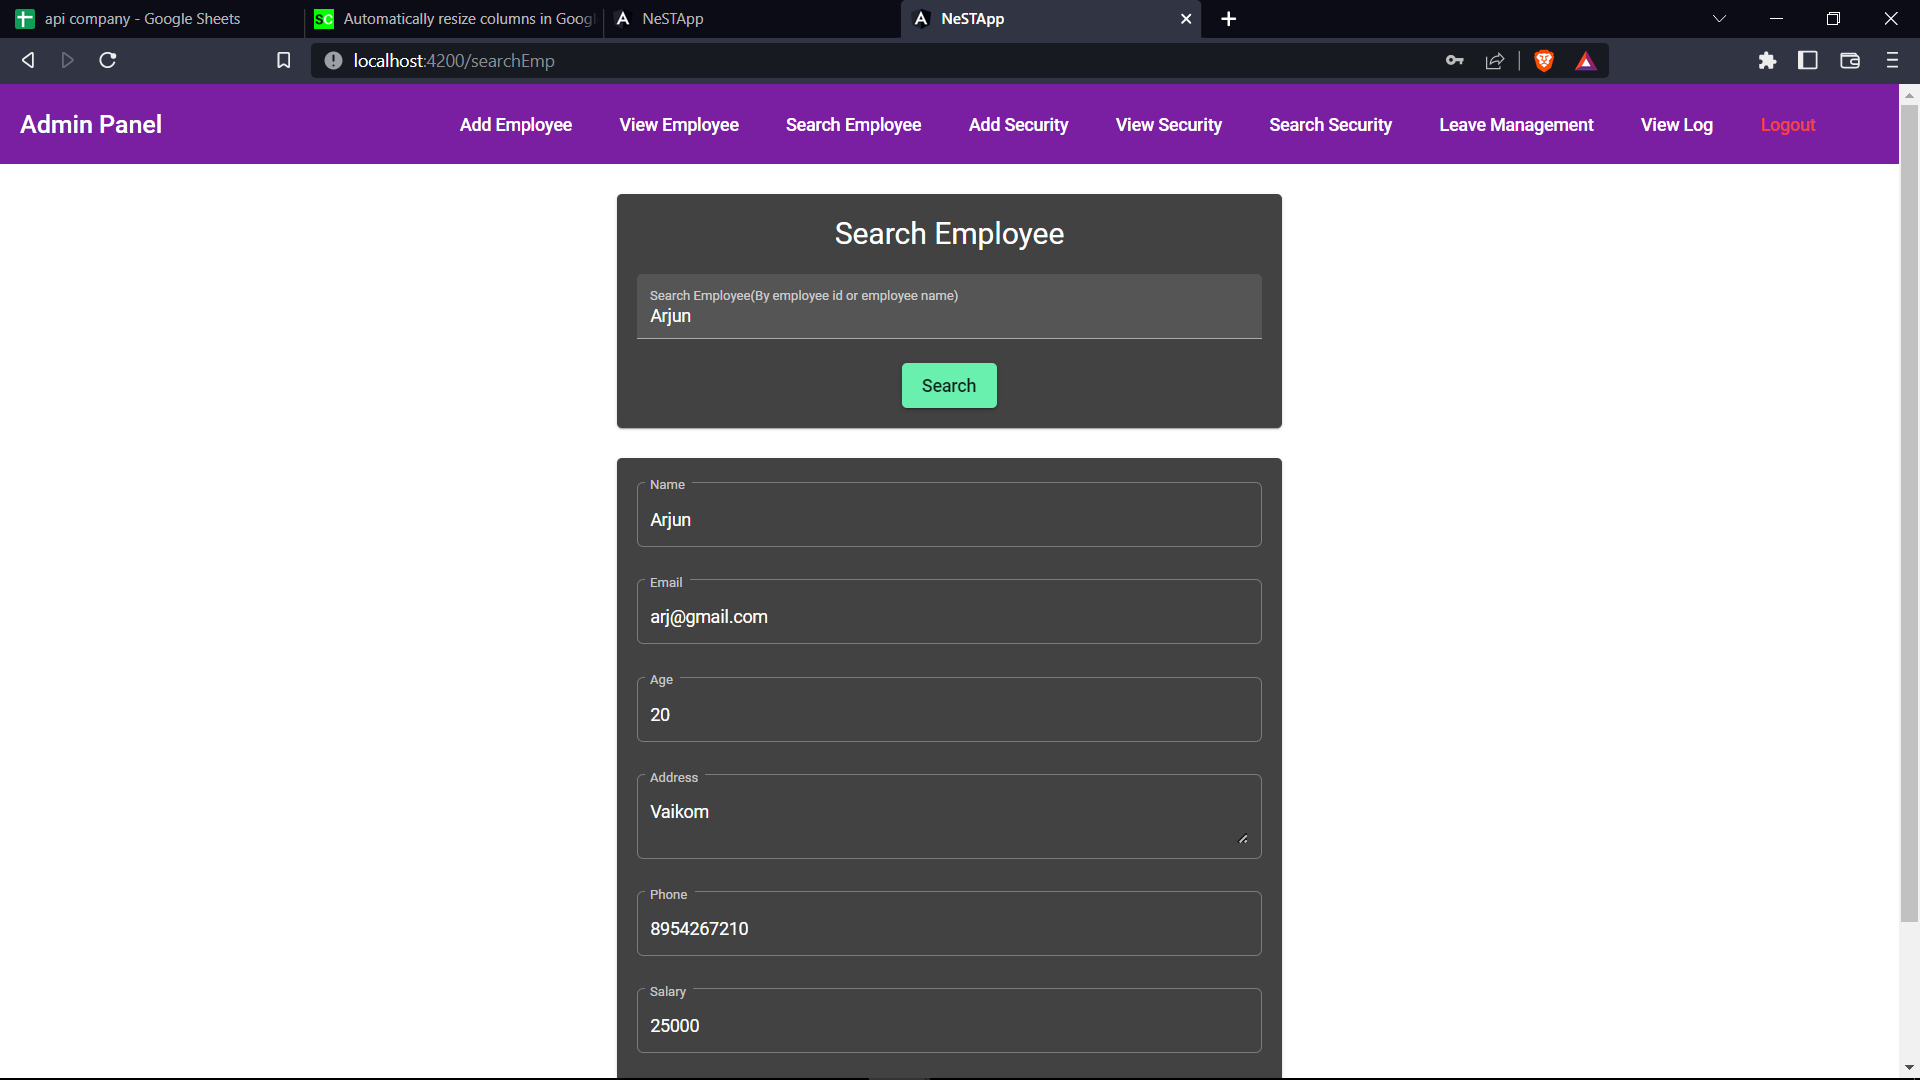 api company - Google Sheets
SC Automatically resize columns in Googl
NeSTApp
NeSTApp
localhost:4200/searchEmp
Admin Panel
Add Employee
View Employee
Search Employee
Add Security
View Security
Search Security
Leave Management
View Log
Logout
Search Employee
Search Employee(By employee id or employee name)
Arjun
Search
Name
Arjun
Email
arj@gmail.com
Age
20
Address
Vaikom
Phone
8954267210
Salary
25000